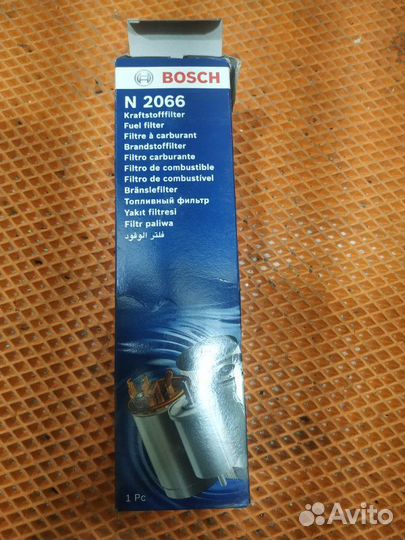 BOSCH
N 2066
Kraftstofffilter
Fuel filter
Filtre à carburant
Brandstoffilter
Filtro carburante
Filtro de combustible
Filtro de combustível
Bränslefilter
Топливный фильтр
Yakıt filtresi
Filtr paliwa
فلتر الوقود
1 Pc
Avito